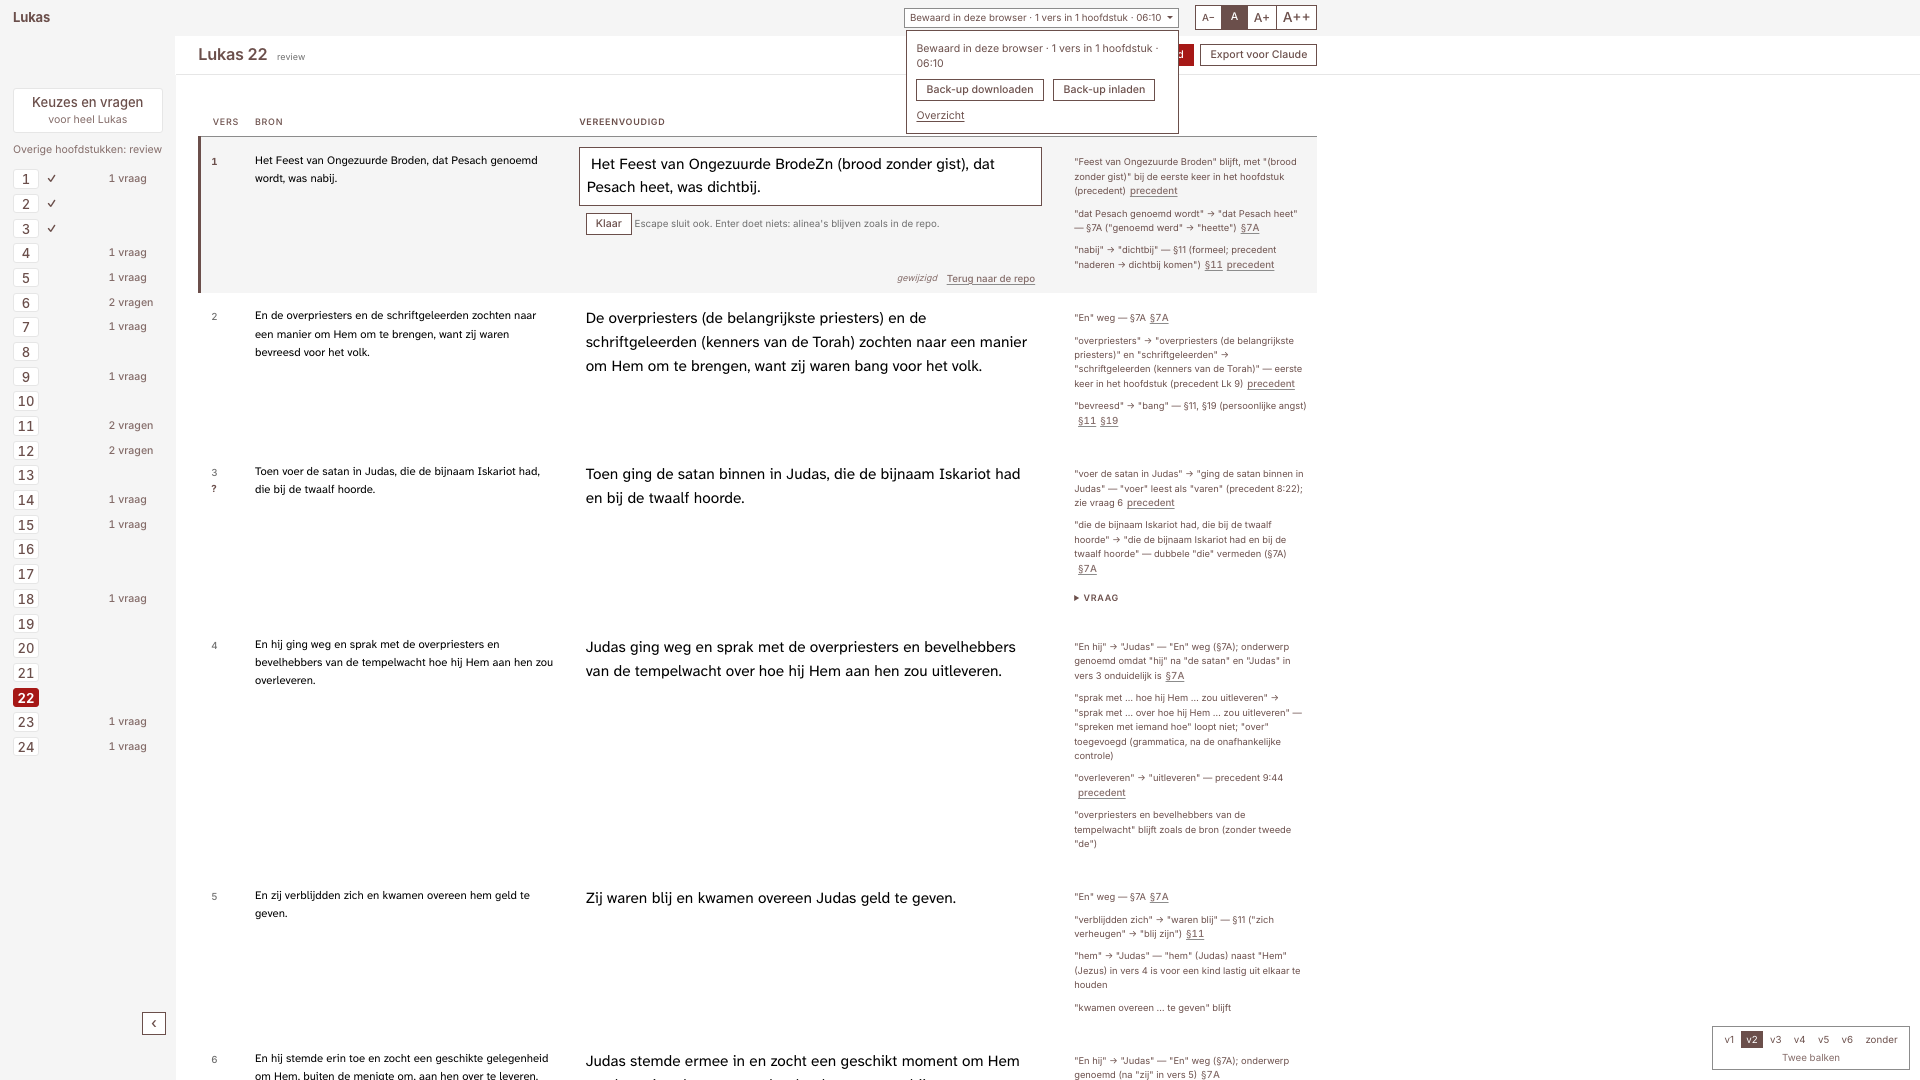 Lukas
Bewaard in deze browser · 1 vers in 1 hoofdstuk · 06:10
A− A A+ A++
Lukas 22 review
Bewaard in deze browser · 1 vers in 1 hoofdstuk ·
06:10
Back-up downloaden Back-up inladen
Overzicht
d
Export voor Claude
Keuzes en vragen
voor heel Lukas
Overige hoofdstukken: review
1 ✓ 1 vraag
2 ✓
3 ✓
4 1 vraag
5 1 vraag
6 2 vragen
7 1 vraag
8
9 1 vraag
10
11 2 vragen
12 2 vragen
13
14 1 vraag
15 1 vraag
16
17
18 1 vraag
19
20
21
22
23 1 vraag
24 1 vraag
VERS BRON VEREENVOUDIGD
1
Het Feest van Ongezuurde Broden, dat Pesach genoemd
wordt, was nabij.
Het Feest van Ongezuurde BrodeZn (brood zonder gist), dat
Pesach heet, was dichtbij.
Klaar Escape sluit ook. Enter doet niets: alinea's blijven zoals in de repo.
gewijzigd Terug naar de repo
"Feest van Ongezuurde Broden" blijft, met "(brood
zonder gist)" bij de eerste keer in het hoofdstuk
(precedent) precedent
"dat Pesach genoemd wordt" → "dat Pesach heet"
— §7A ("genoemd werd" → "heette") §7A
"nabij" → "dichtbij" — §11 (formeel; precedent
"naderen → dichtbij komen") §11 precedent
2
En de overpriesters en de schriftgeleerden zochten naar
een manier om Hem om te brengen, want zij waren
bevreesd voor het volk.
De overpriesters (de belangrijkste priesters) en de
schriftgeleerden (kenners van de Torah) zochten naar een manier
om Hem om te brengen, want zij waren bang voor het volk.
"En" weg — §7A §7A
"overpriesters" → "overpriesters (de belangrijkste
priesters)" en "schriftgeleerden" →
"schriftgeleerden (kenners van de Torah)" — eerste
keer in het hoofdstuk (precedent Lk 9) precedent
"bevreesd" → "bang" — §11, §19 (persoonlijke angst)
§11 §19
3
?
Toen voer de satan in Judas, die de bijnaam Iskariot had,
die bij de twaalf hoorde.
Toen ging de satan binnen in Judas, die de bijnaam Iskariot had
en bij de twaalf hoorde.
"voer de satan in Judas" → "ging de satan binnen in
Judas" — "voer" leest als "varen" (precedent 8:22);
zie vraag 6 precedent
"die de bijnaam Iskariot had, die bij de twaalf
hoorde" → "die de bijnaam Iskariot had en bij de
twaalf hoorde" — dubbele "die" vermeden (§7A)
§7A
▸ VRAAG
4
En hij ging weg en sprak met de overpriesters en
bevelhebbers van de tempelwacht hoe hij Hem aan hen zou
overleveren.
Judas ging weg en sprak met de overpriesters en bevelhebbers
van de tempelwacht over hoe hij Hem aan hen zou uitleveren.
"En hij" → "Judas" — "En" weg (§7A); onderwerp
genoemd omdat "hij" na "de satan" en "Judas" in
vers 3 onduidelijk is §7A
"sprak met ... hoe hij Hem ... zou uitleveren" →
"sprak met ... over hoe hij Hem ... zou uitleveren" —
"spreken met iemand hoe" loopt niet; "over"
toegevoegd (grammatica, na de onafhankelijke
controle)
"overleveren" → "uitleveren" — precedent 9:44
precedent
"overpriesters en bevelhebbers van de
tempelwacht" blijft zoals de bron (zonder tweede
"de")
5
En zij verblijdden zich en kwamen overeen hem geld te
geven.
Zij waren blij en kwamen overeen Judas geld te geven.
"En" weg — §7A §7A
"verblijdden zich" → "waren blij" — §11 ("zich
verheugen" → "blij zijn") §11
"hem" → "Judas" — "hem" (Judas) naast "Hem"
(Jezus) in vers 4 is voor een kind lastig uit elkaar te
houden
"kwamen overeen ... te geven" blijft
6
En hij stemde erin toe en zocht een geschikte gelegenheid
om Hem, buiten de menigte om, aan hen over te leveren.
Judas stemde ermee in en zocht een geschikt moment om Hem
"En hij" → "Judas" — "En" weg (§7A); onderwerp
genoemd (na "zij" in vers 5) §7A
‹
v1 v2 v3 v4 v5 v6 zonder
Twee balken